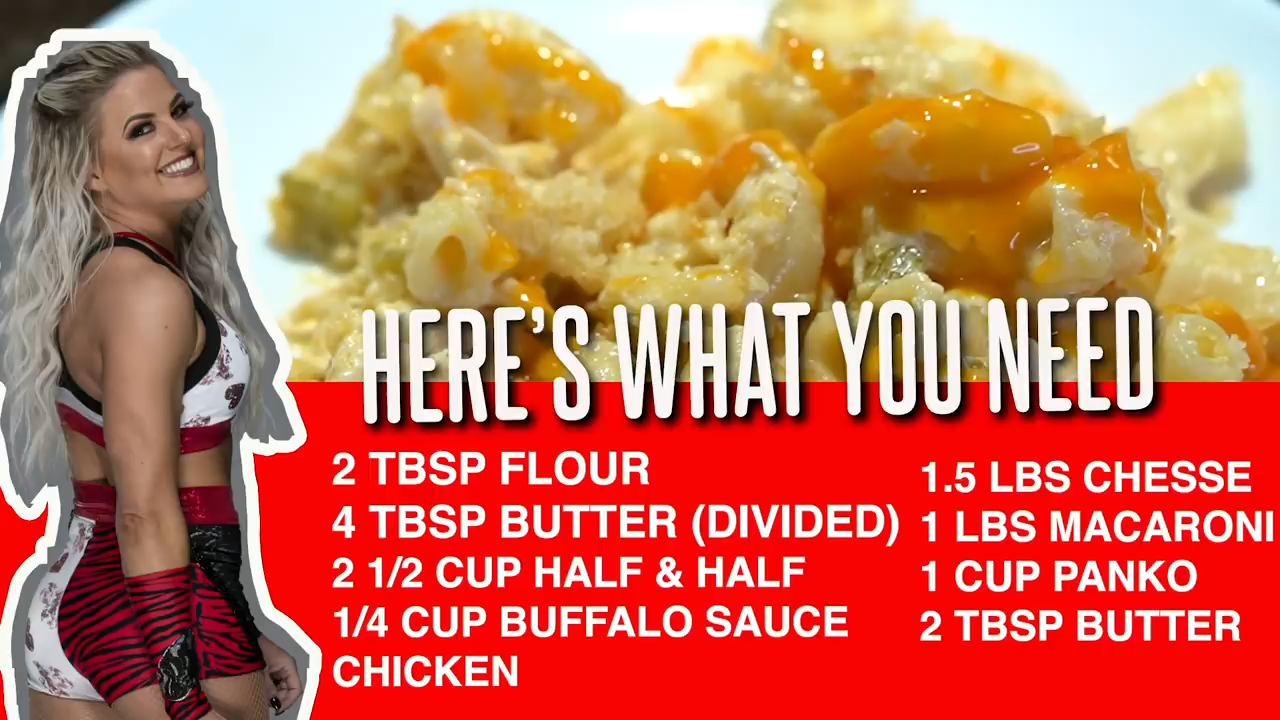 HERE'S WHAT YOU NEED
2 TBSP FLOUR
4 TBSP BUTTER (DIVIDED)
2 1/2 CUP HALF & HALF
1/4 CUP BUFFALO SAUCE
CHICKEN
1.5 LBS CHESSE
1 LBS MACARONI
1 CUP PANKO
2 TBSP BUTTER